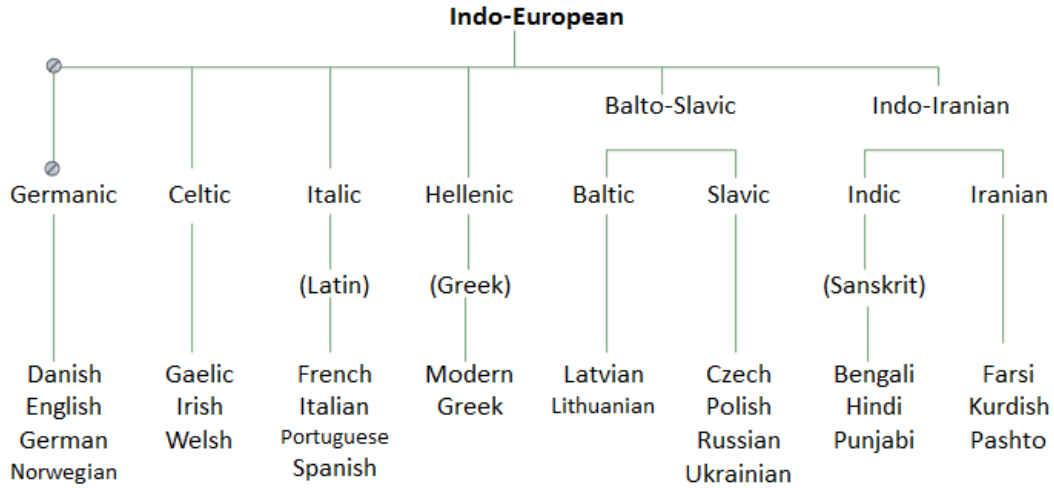 Indo-European
Balto-Slavic Indo-Iranian
Germanic Celtic Italic Hellenic Baltic Slavic Indic Iranian
(Latin) (Greek) (Sanskrit)
Danish Gaelic French Modern Latvian Czech Bengali Farsi
English Irish Italian Greek Lithuanian Polish Hindi Kurdish
German Welsh Portuguese Russian Punjabi Pashto
Norwegian Spanish Ukrainian